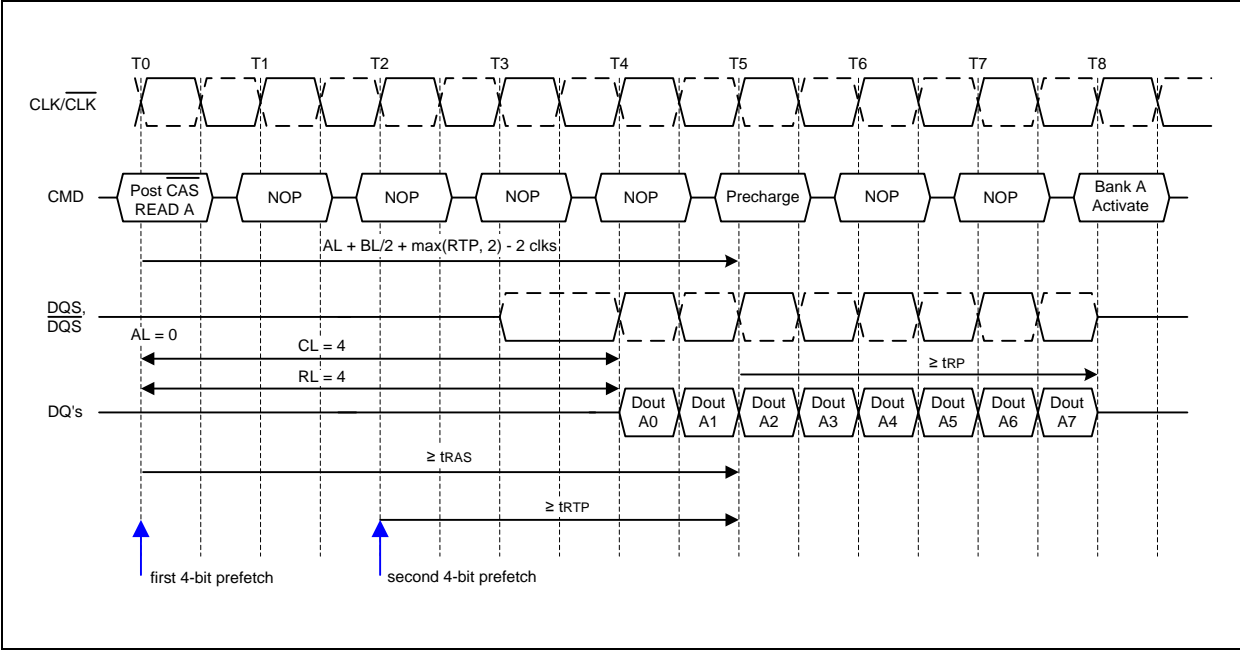 T0 T1 T2 T3 T4 T5 T6 T7 T8
CLK/CLK
CMD
Post CAS
READ A
NOP
NOP
NOP
NOP
Precharge
NOP
NOP
Bank A
Activate
AL + BL/2 + max(RTP, 2) - 2 clks
DQS,
DQS
AL = 0
CL = 4
≥ tRP
RL = 4
DQ's
Dout
A0
Dout
A1
Dout
A2
Dout
A3
Dout
A4
Dout
A5
Dout
A6
Dout
A7
≥ tRAS
≥ tRTP
first 4-bit prefetch
second 4-bit prefetch